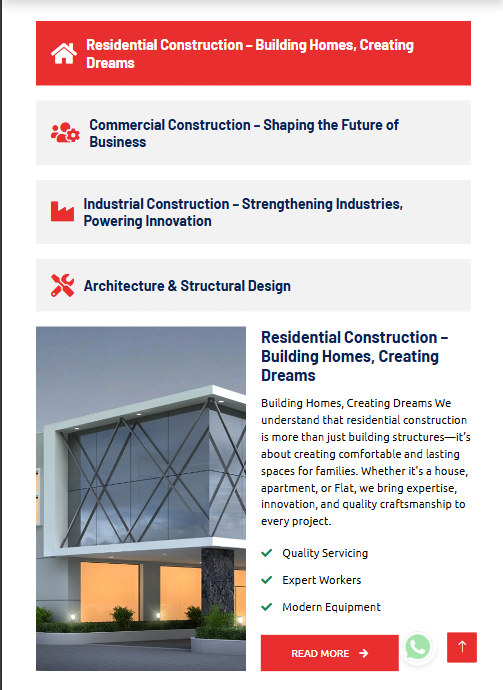 Residential Construction – Building Homes, Creating
Dreams
Commercial Construction – Shaping the Future of
Business
Industrial Construction – Strengthening Industries,
Powering Innovation
Architecture & Structural Design
Residential Construction –
Building Homes, Creating
Dreams
Building Homes, Creating Dreams We
understand that residential construction
is more than just building structures—it's
about creating comfortable and lasting
spaces for families. Whether it's a house,
apartment, or Flat, we bring expertise,
innovation, and quality craftsmanship to
every project.
Quality Servicing
Expert Workers
Modern Equipment
READ MORE